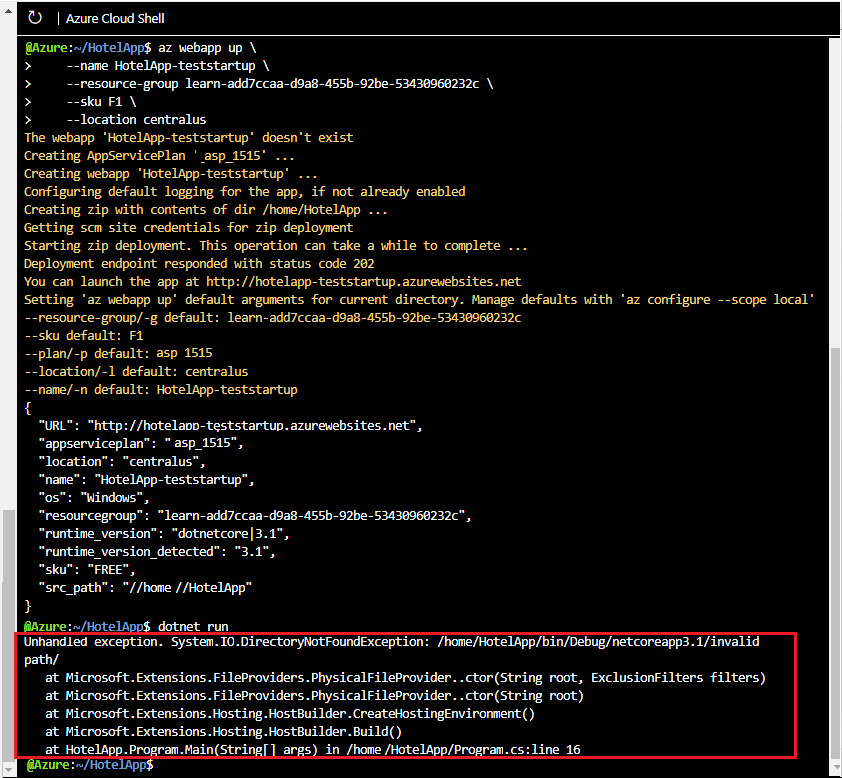 | Azure Cloud Shell
@Azure:~/HotelApp$ az webapp up \
>     --name HotelApp-teststartup \
>     --resource-group learn-add7ccaa-d9a8-455b-92be-53430960232c \
>     --sku F1 \
>     --location centralus
The webapp 'HotelApp-teststartup' doesn't exist
Creating AppServicePlan '_asp_1515' ...
Creating webapp 'HotelApp-teststartup' ...
Configuring default logging for the app, if not already enabled
Creating zip with contents of dir /home/HotelApp ...
Getting scm site credentials for zip deployment
Starting zip deployment. This operation can take a while to complete ...
Deployment endpoint responded with status code 202
You can launch the app at http://hotelapp-teststartup.azurewebsites.net
Setting 'az webapp up' default arguments for current directory. Manage defaults with 'az configure --scope local'
--resource-group/-g default: learn-add7ccaa-d9a8-455b-92be-53430960232c
--sku default: F1
--plan/-p default: asp 1515
--location/-l default: centralus
--name/-n default: HotelApp-teststartup
{
  "URL": "http://hotelapp-teststartup.azurewebsites.net",
  "appserviceplan": " asp_1515",
  "location": "centralus",
  "name": "HotelApp-teststartup",
  "os": "Windows",
  "resourcegroup": "learn-add7ccaa-d9a8-455b-92be-53430960232c",
  "runtime_version": "dotnetcore|3.1",
  "runtime_version_detected": "3.1",
  "sku": "FREE",
  "src_path": "//home //HotelApp"
}
@Azure:~/HotelApp$ dotnet run
Unhandled exception. System.IO.DirectoryNotFoundException: /home/HotelApp/bin/Debug/netcoreapp3.1/invalid
path/
   at Microsoft.Extensions.FileProviders.PhysicalFileProvider..ctor(String root, ExclusionFilters filters)
   at Microsoft.Extensions.FileProviders.PhysicalFileProvider..ctor(String root)
   at Microsoft.Extensions.Hosting.HostBuilder.CreateHostingEnvironment()
   at Microsoft.Extensions.Hosting.HostBuilder.Build()
   at HotelApp.Program.Main(String[] args) in /home/HotelApp/Program.cs:line 16
@Azure:~/HotelApp$